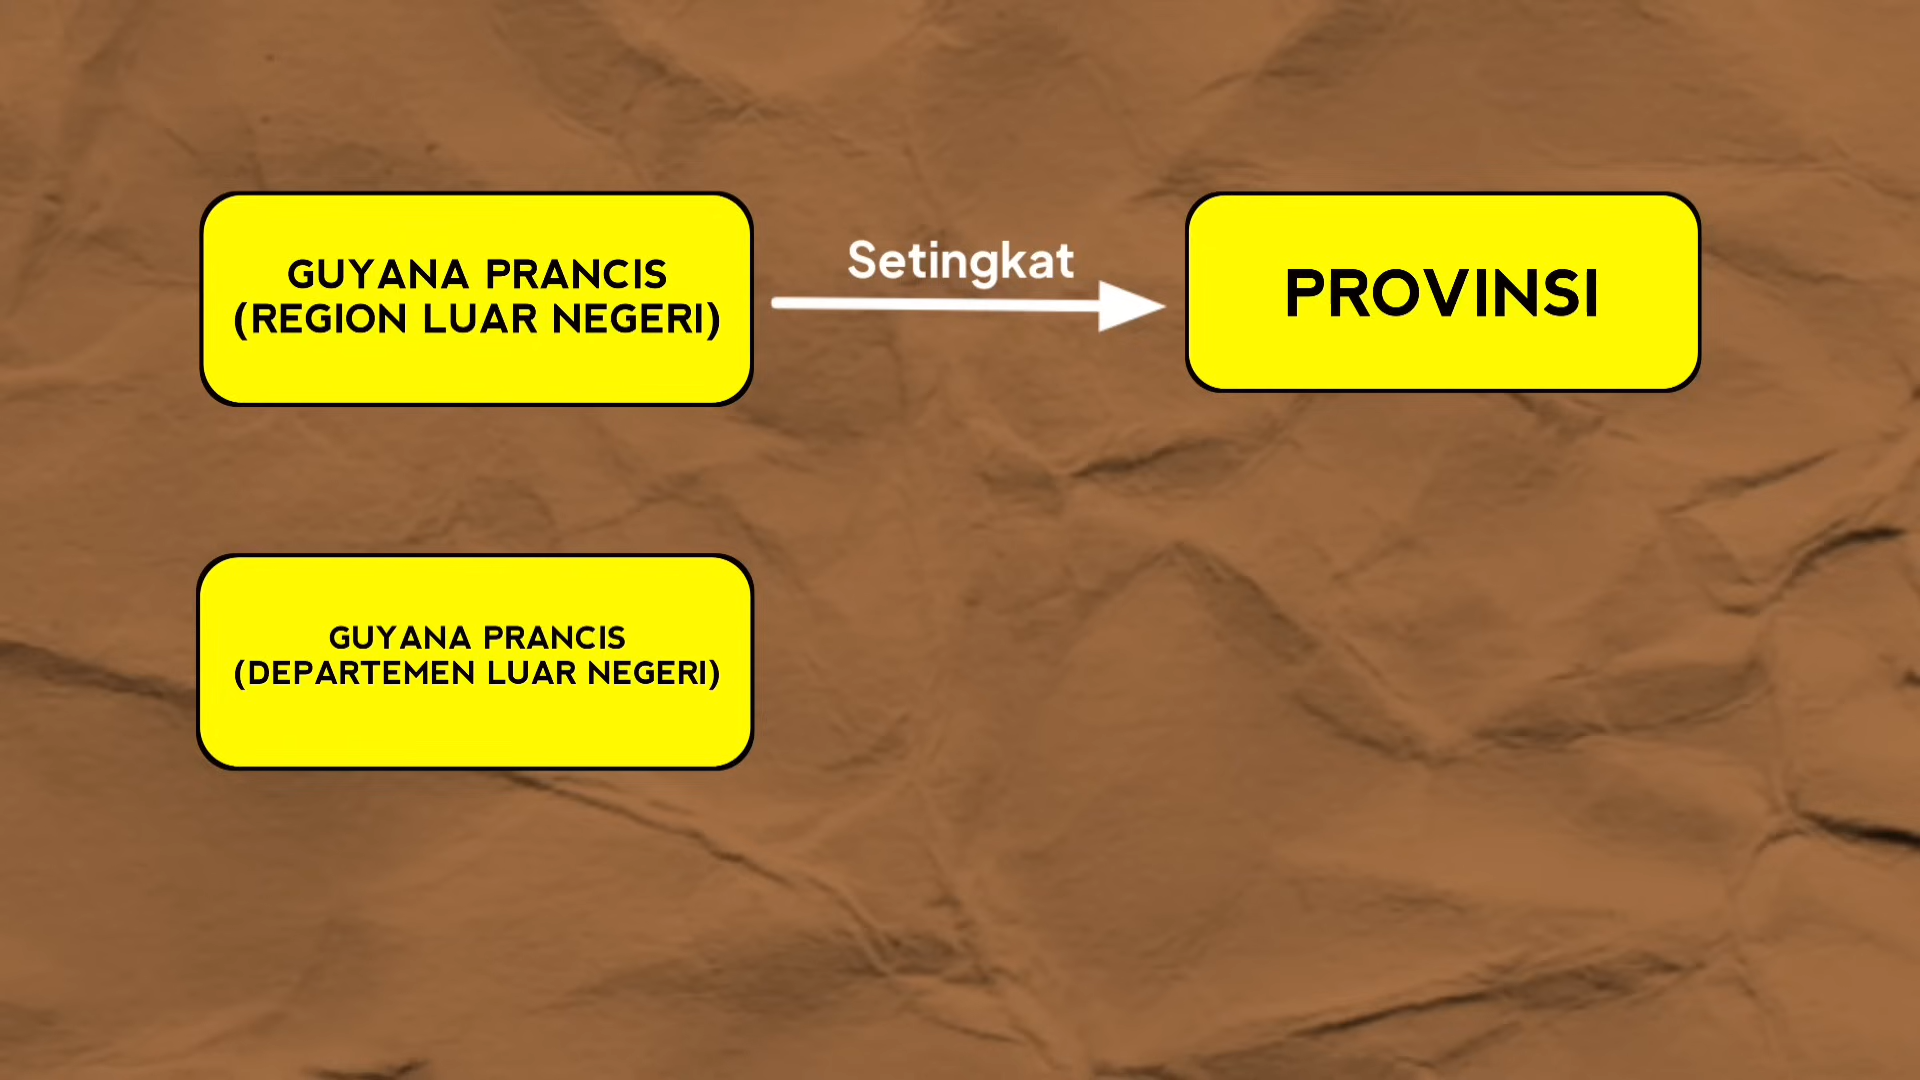 GUYANA PRANCIS
(REGION LUAR NEGERI)
Setingkat
PROVINSI
GUYANA PRANCIS
(DEPARTEMEN LUAR NEGERI)